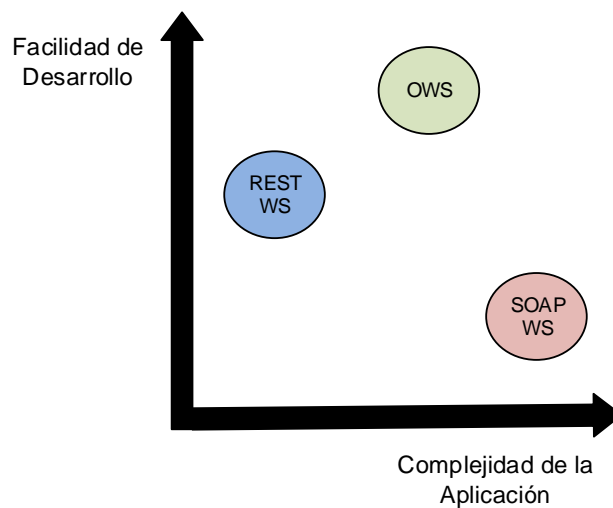 Facilidad de
Desarrollo
OWS
REST
WS
SOAP
WS
Complejidad de la
Aplicación